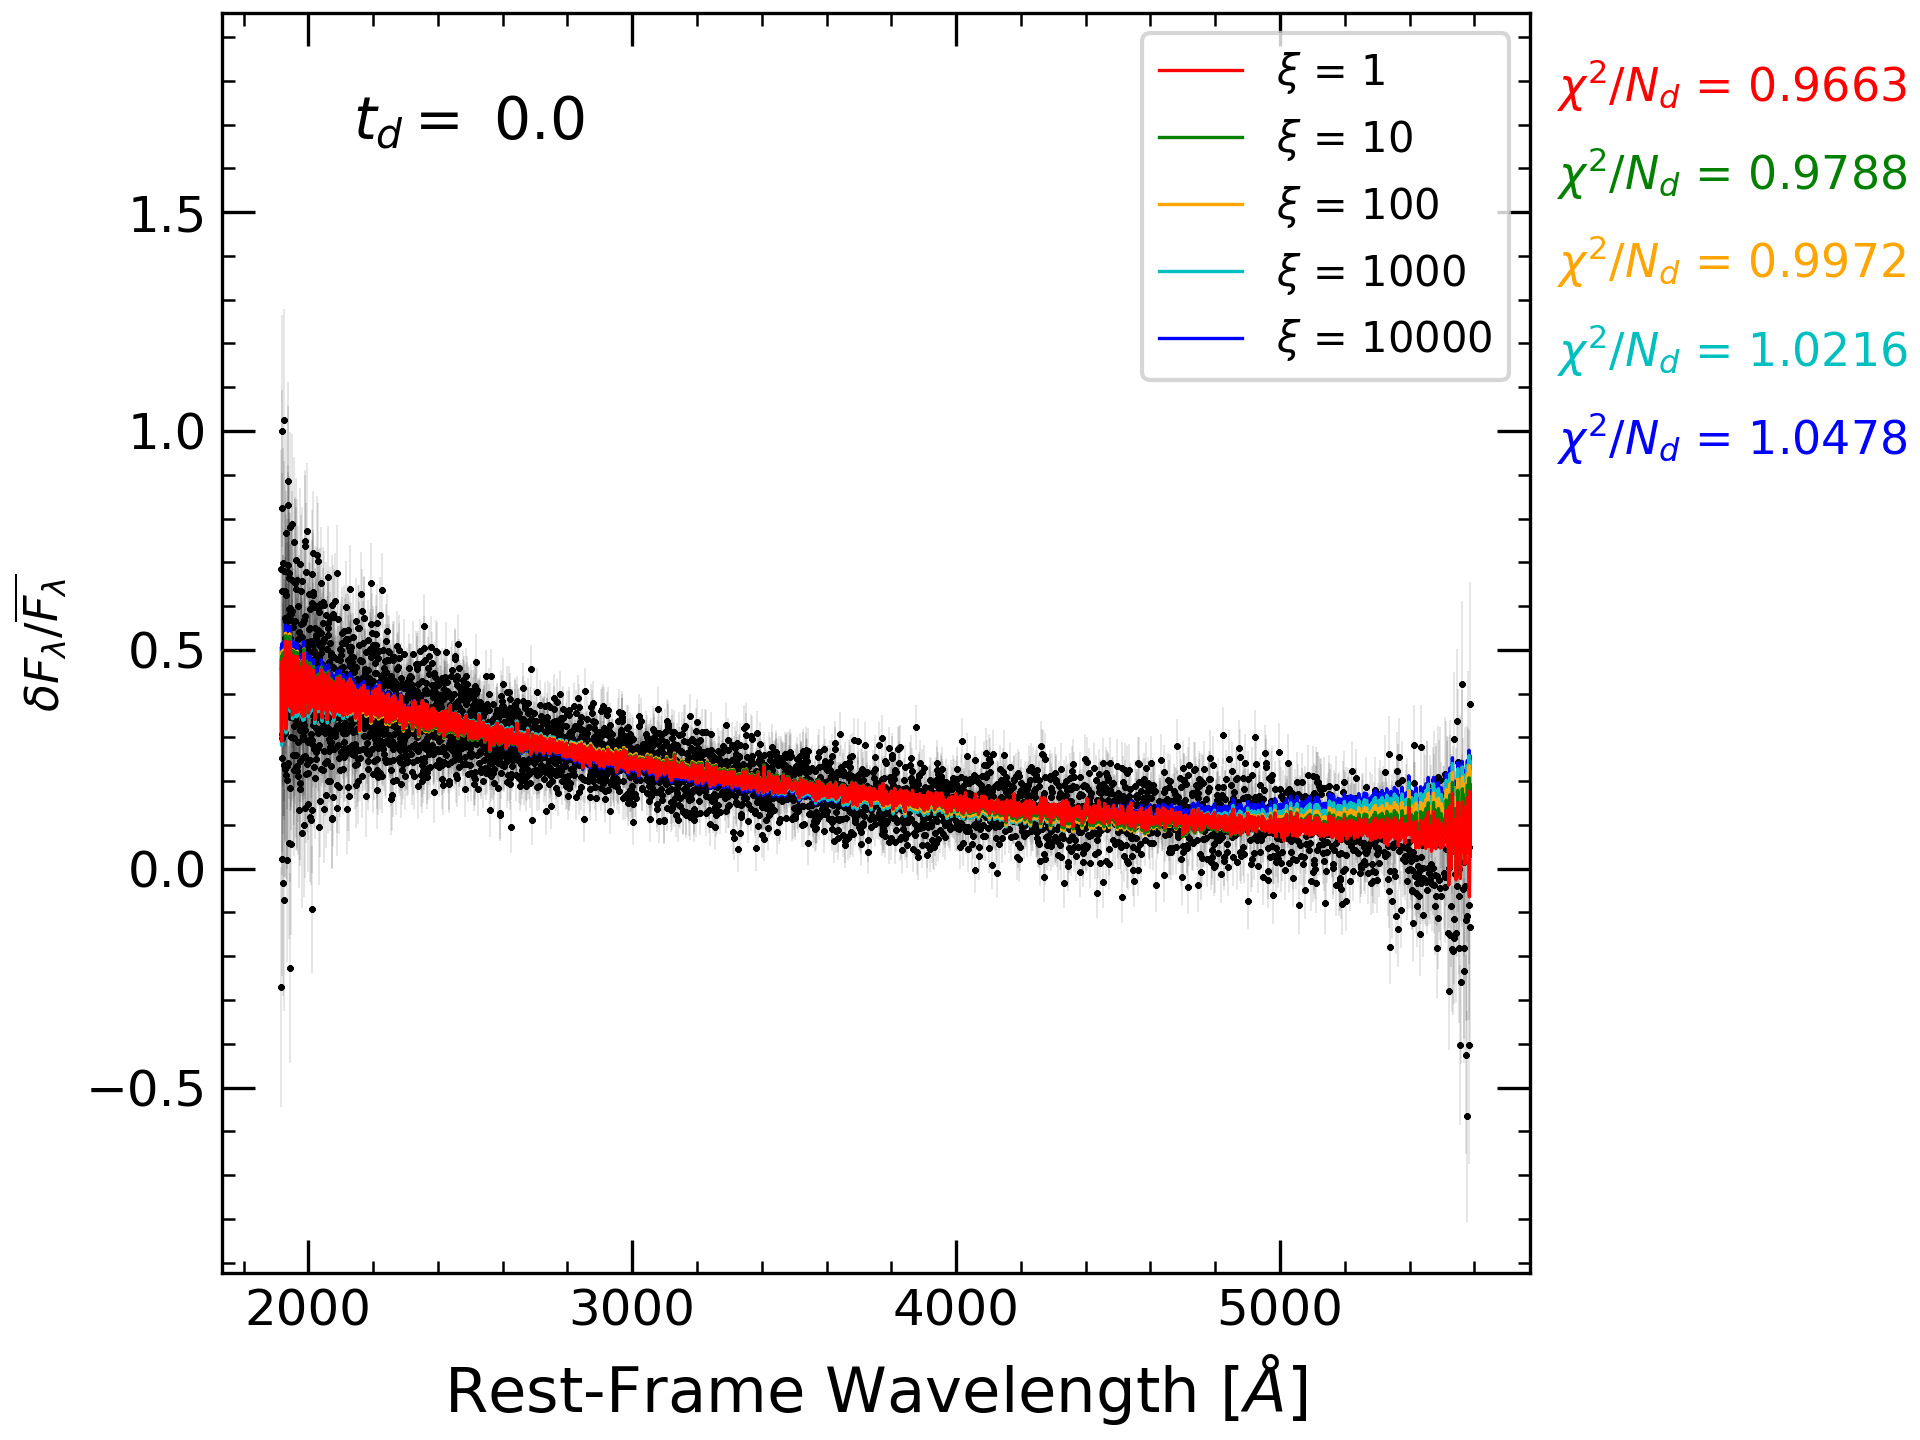 t_d = 0.0
ξ = 1
ξ = 10
ξ = 100
ξ = 1000
ξ = 10000
χ²/N_d = 0.9663
χ²/N_d = 0.9788
χ²/N_d = 0.9972
χ²/N_d = 1.0216
χ²/N_d = 1.0478
1.5
1.0
0.5
0.0
−0.5
δF_λ/F̅_λ
2000 3000 4000 5000
Rest-Frame Wavelength [Å]